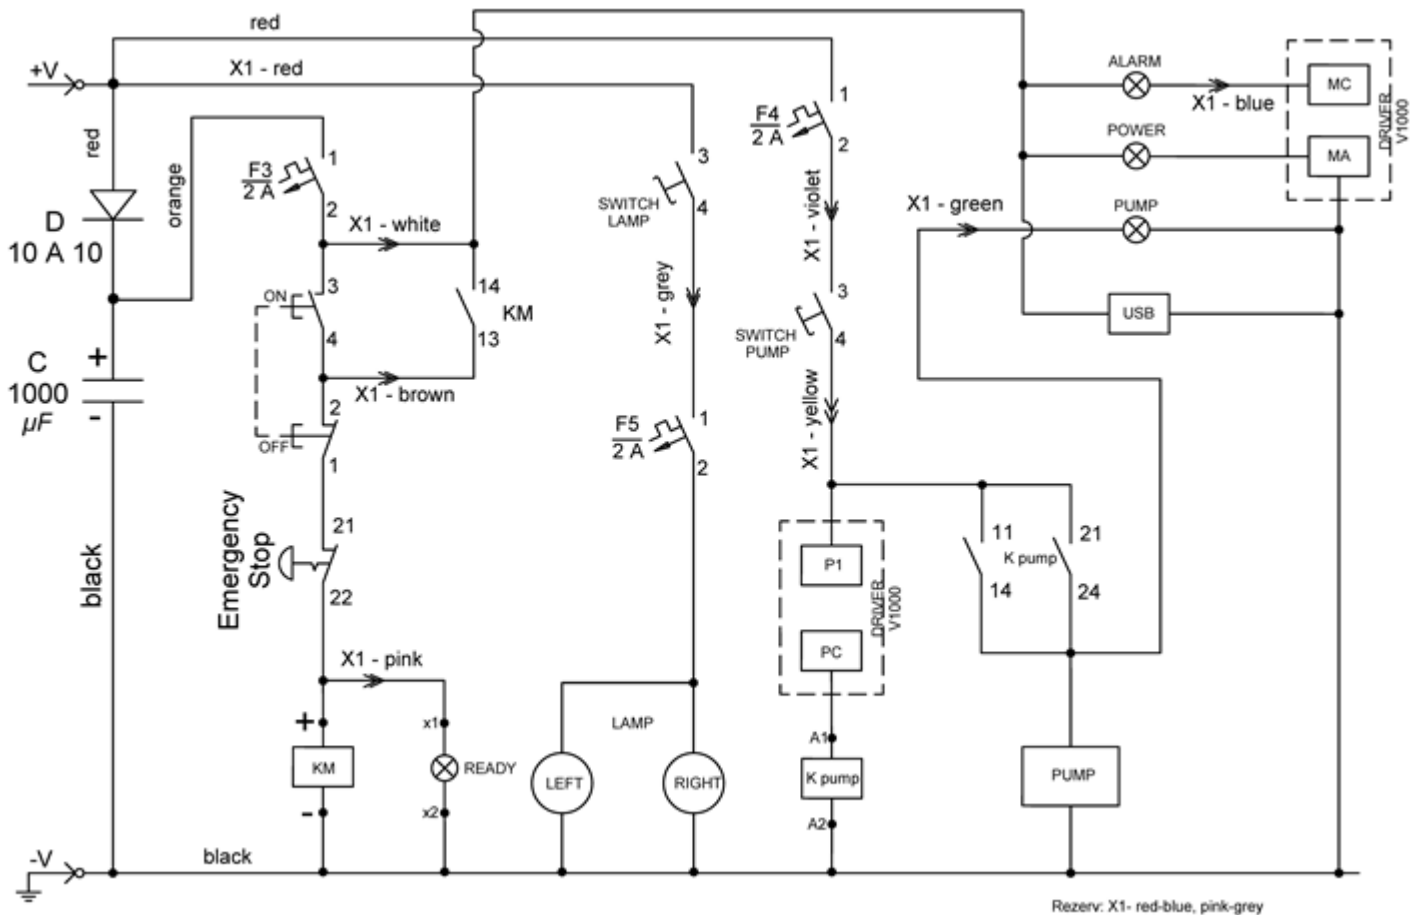 red
+V
X1 - red
red
D
10 A 10
orange
C
1000
µF
+
-
black
F3
2 A
1
2
X1 - white
ON
3
4
14
KM
13
X1 - brown
OFF
2
1
Emergency
Stop
21
22
X1 - pink
+
KM
-
x1
READY
x2
SWITCH
LAMP
3
4
X1 - grey
F5
2 A
1
2
LAMP
LEFT
RIGHT
F4
2 A
1
2
X1 - violet
SWITCH
PUMP
3
4
X1 - yellow
P1
PC
DRIVER
V1000
A1
K pump
A2
11
14
K pump
21
24
PUMP
ALARM
X1 - blue
MC
POWER
MA
DRIVER
V1000
X1 - green
PUMP
USB
-V
black
Rezerv: X1- red-blue, pink-grey